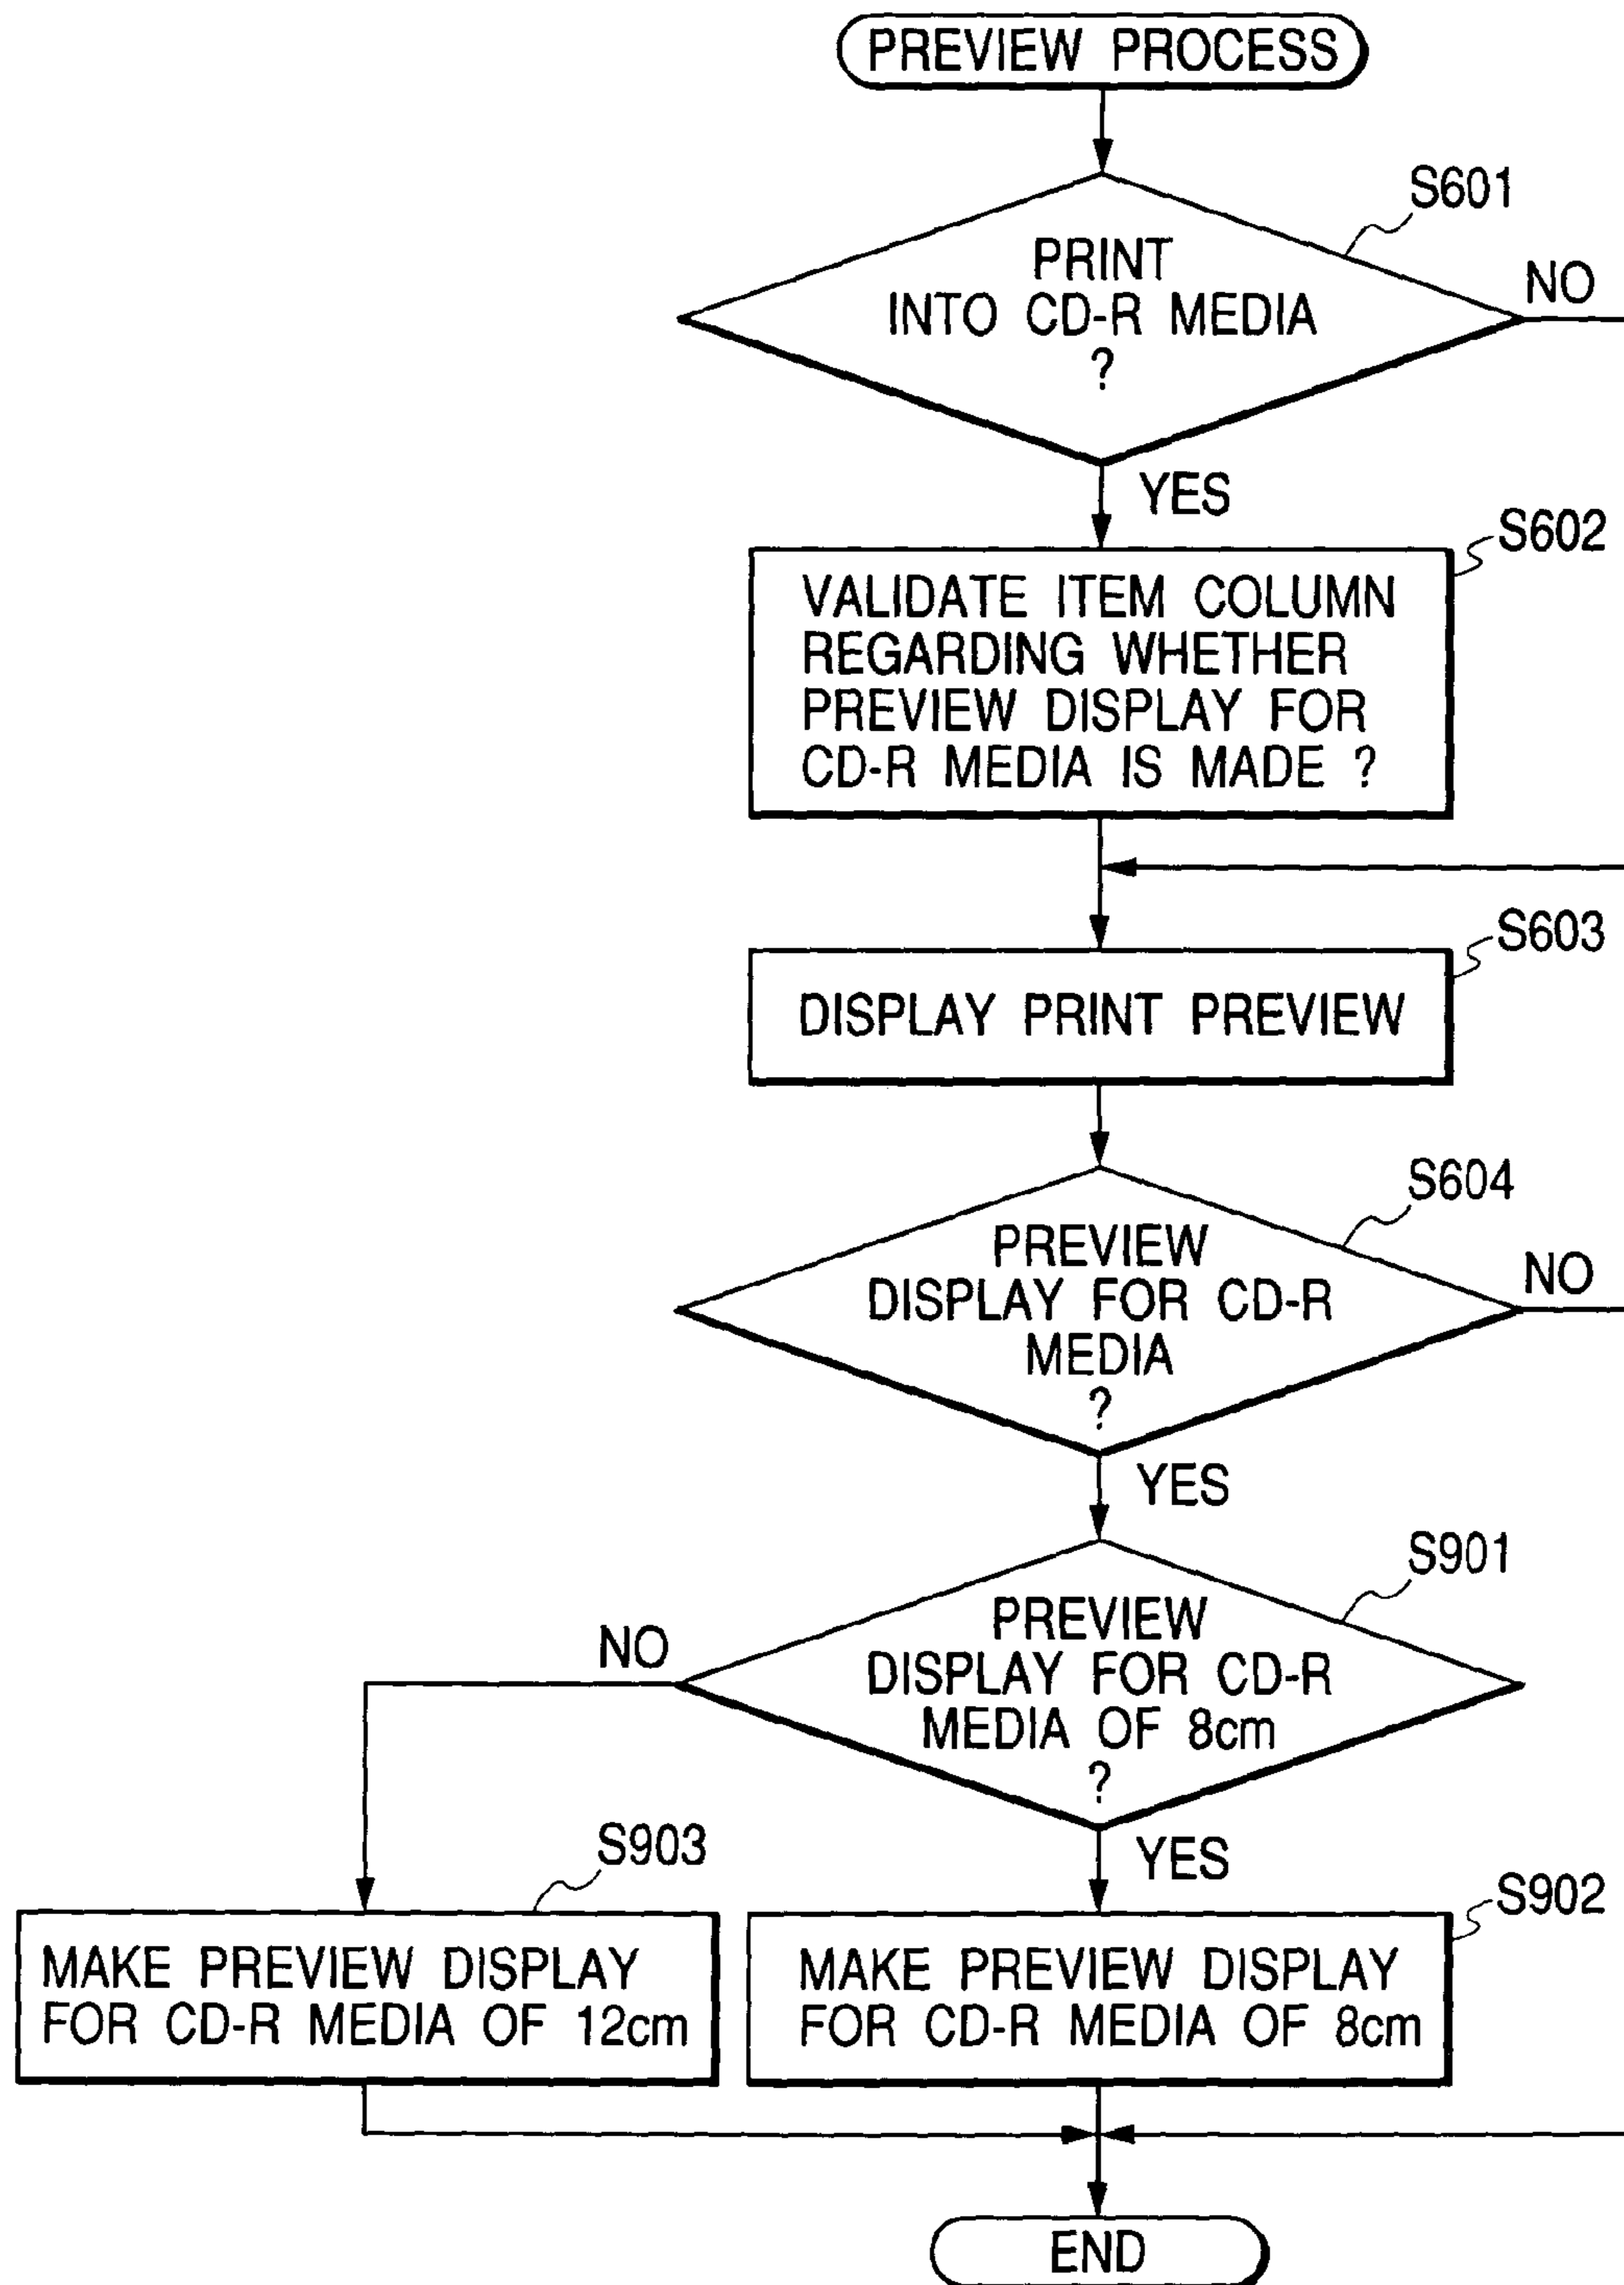 PREVIEW PROCESS
S601
PRINT
INTO CD-R MEDIA
?
NO
YES
S602
VALIDATE ITEM COLUMN
REGARDING WHETHER
PREVIEW DISPLAY FOR
CD-R MEDIA IS MADE ?
S603
DISPLAY PRINT PREVIEW
S604
PREVIEW
DISPLAY FOR CD-R
MEDIA
?
NO
YES
S901
PREVIEW
DISPLAY FOR CD-R
MEDIA OF 8cm
?
NO
YES
S903
MAKE PREVIEW DISPLAY
FOR CD-R MEDIA OF 12cm
S902
MAKE PREVIEW DISPLAY
FOR CD-R MEDIA OF 8cm
END